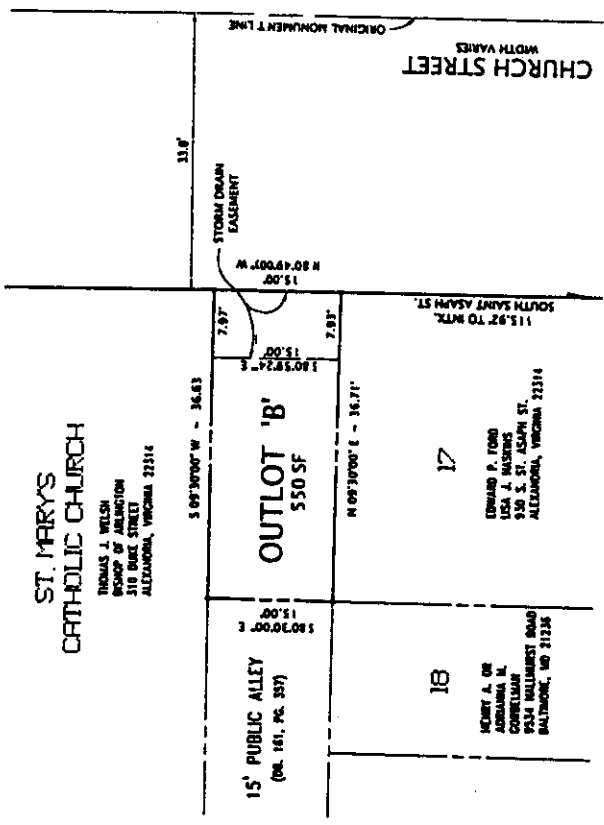 ST. MARY'S
CATHOLIC CHURCH
THOMAS J. WELSH
BISHOP OF ARLINGTON
310 DUKE STREET
ALEXANDRIA, VIRGINIA 22314
33.0'
ORIGINAL MONUMENT LINE
CHURCH STREET
WIDTH VARIES
STORM DRAIN
EASEMENT
N 80°49'00" W
15.00'
7.97'
S 09°30'00" W - 36.63
S 80°59'24" E
15.00'
7.93'
OUTLOT 'B'
550 SF
N 09°30'00" E - 36.71'
115.92' TO INTX.
SOUTH SAINT ASAPH ST.
S 80°30'00" E
15.00'
15' PUBLIC ALLEY
(DB. 161, PG. 357)
17
EDWARD P. FORD
LISA J. HASKINS
930 S. ST. ASAPH ST.
ALEXANDRIA, VIRGINIA 22314
18
HENRY A. OR
ADRIANNA M.
9534 HALLHURST ROAD
BALTIMORE, MD 21236